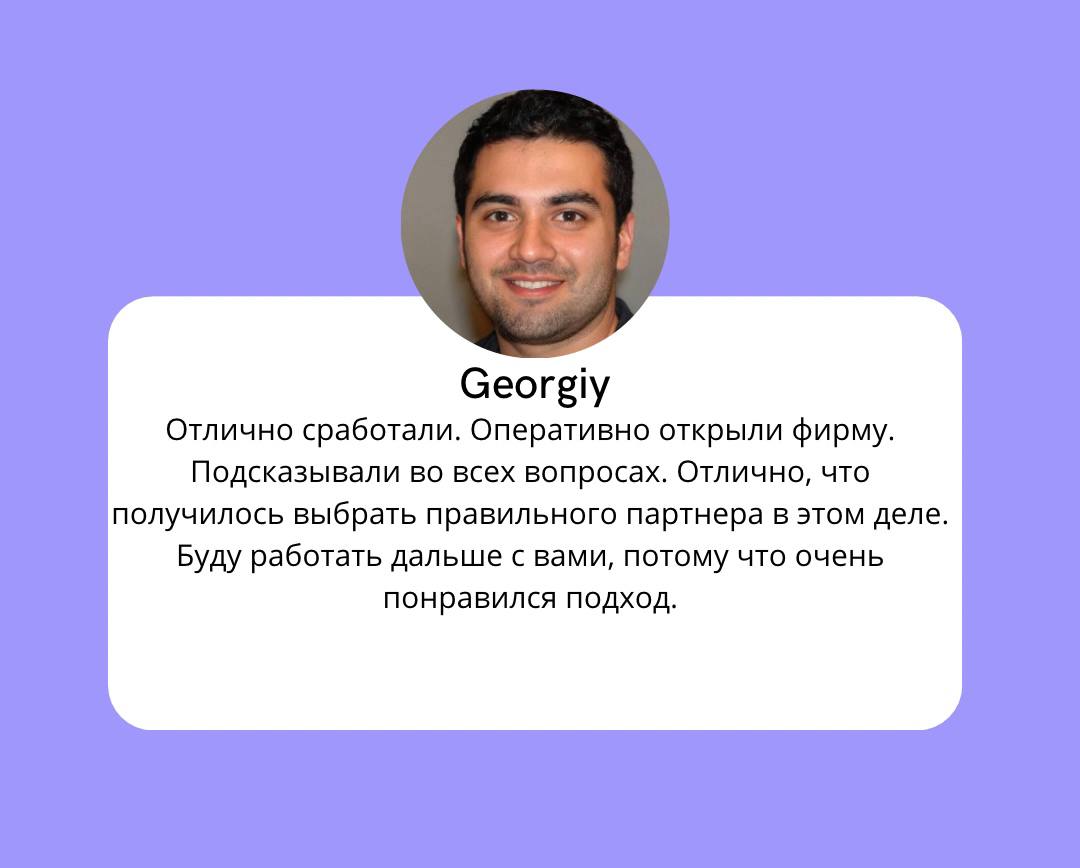 Georgiy
Отлично сработали. Оперативно открыли фирму.
Подсказывали во всех вопросах. Отлично, что
получилось выбрать правильного партнера в этом деле.
Буду работать дальше с вами, потому что очень
понравился подход.